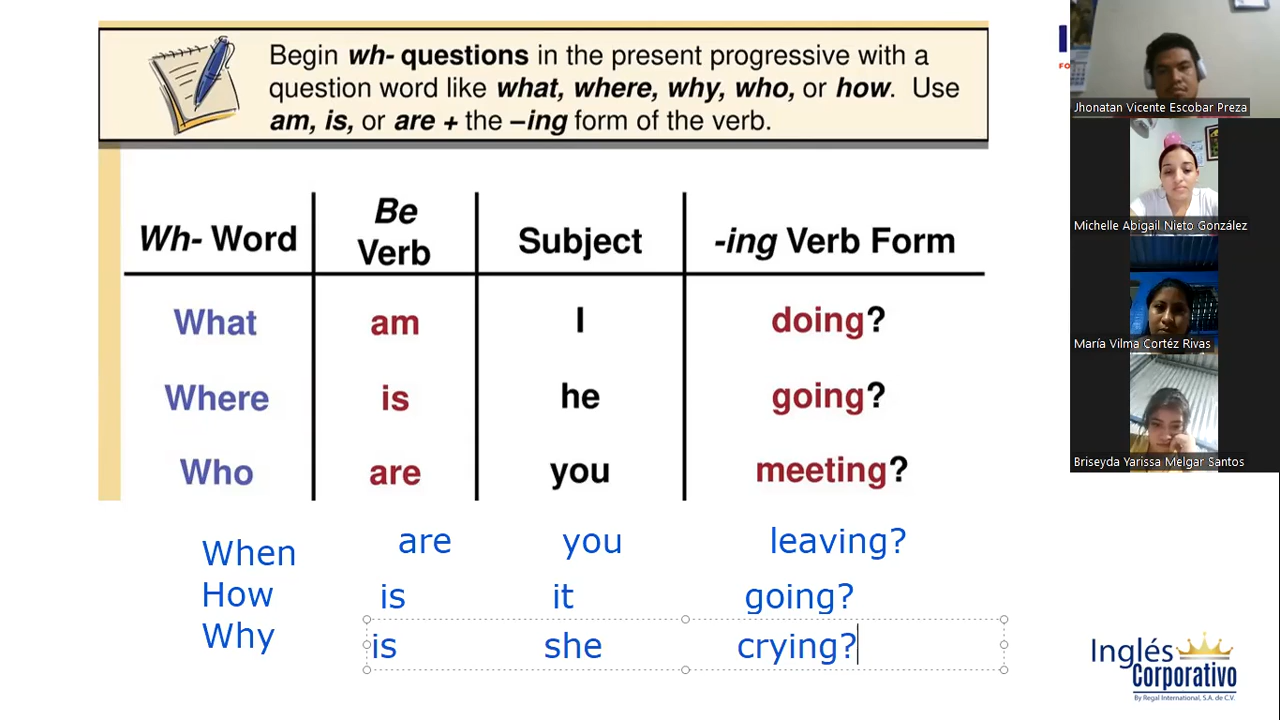 Begin wh- questions in the present progressive with a
question word like what, where, why, who, or how. Use
am, is, or are + the –ing form of the verb.
Wh- Word Be Verb Subject -ing Verb Form
What am I doing?
Where is he going?
Who are you meeting?
When are you leaving?
How is it going?
Why is she crying?
Jhonatan Vicente Escobar Preza
Michelle Abigail Nieto González
María Vilma Cortéz Rivas
Briseyda Yarissa Melgar Santos
Inglés
Corporativo
By Regal International, S.A. de C.V.